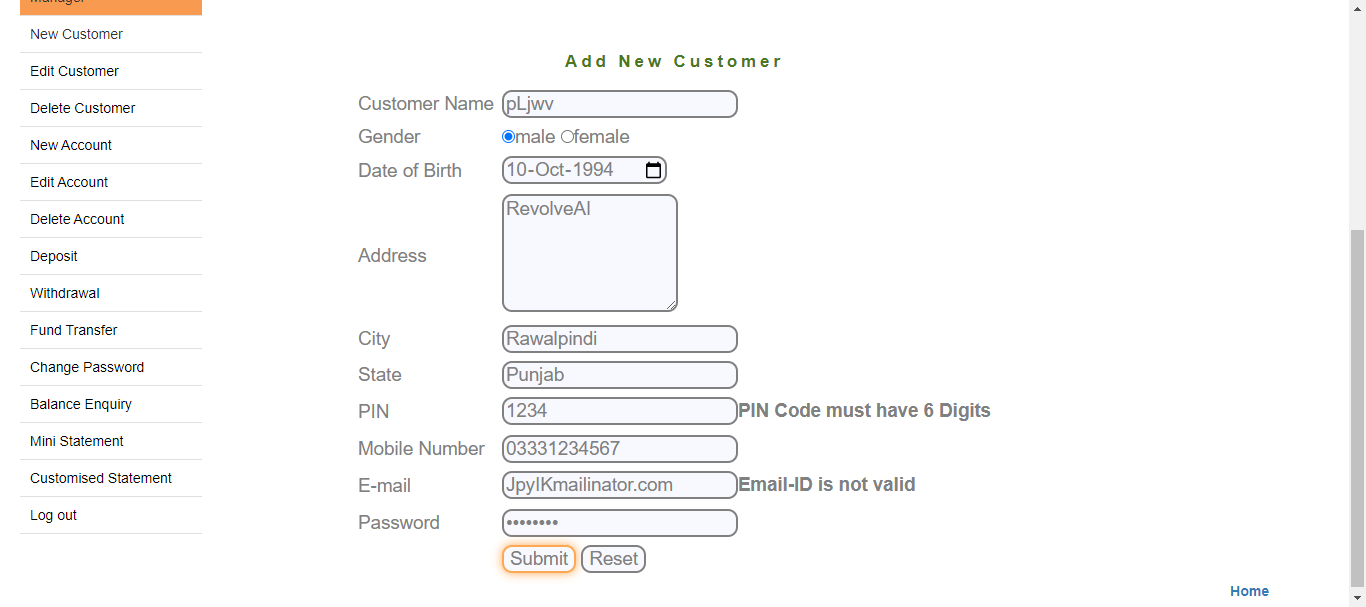 Manager
New Customer
Edit Customer
Delete Customer
New Account
Edit Account
Delete Account
Deposit
Withdrawal
Fund Transfer
Change Password
Balance Enquiry
Mini Statement
Customised Statement
Log out
Add New Customer
Customer Name pLjwv
Gender male female
Date of Birth 10-Oct-1994
Address RevolveAI
City Rawalpindi
State Punjab
PIN 1234 PIN Code must have 6 Digits
Mobile Number 03331234567
E-mail JpyIKmailinator.com Email-ID is not valid
Password ••••••••
Submit Reset
Home